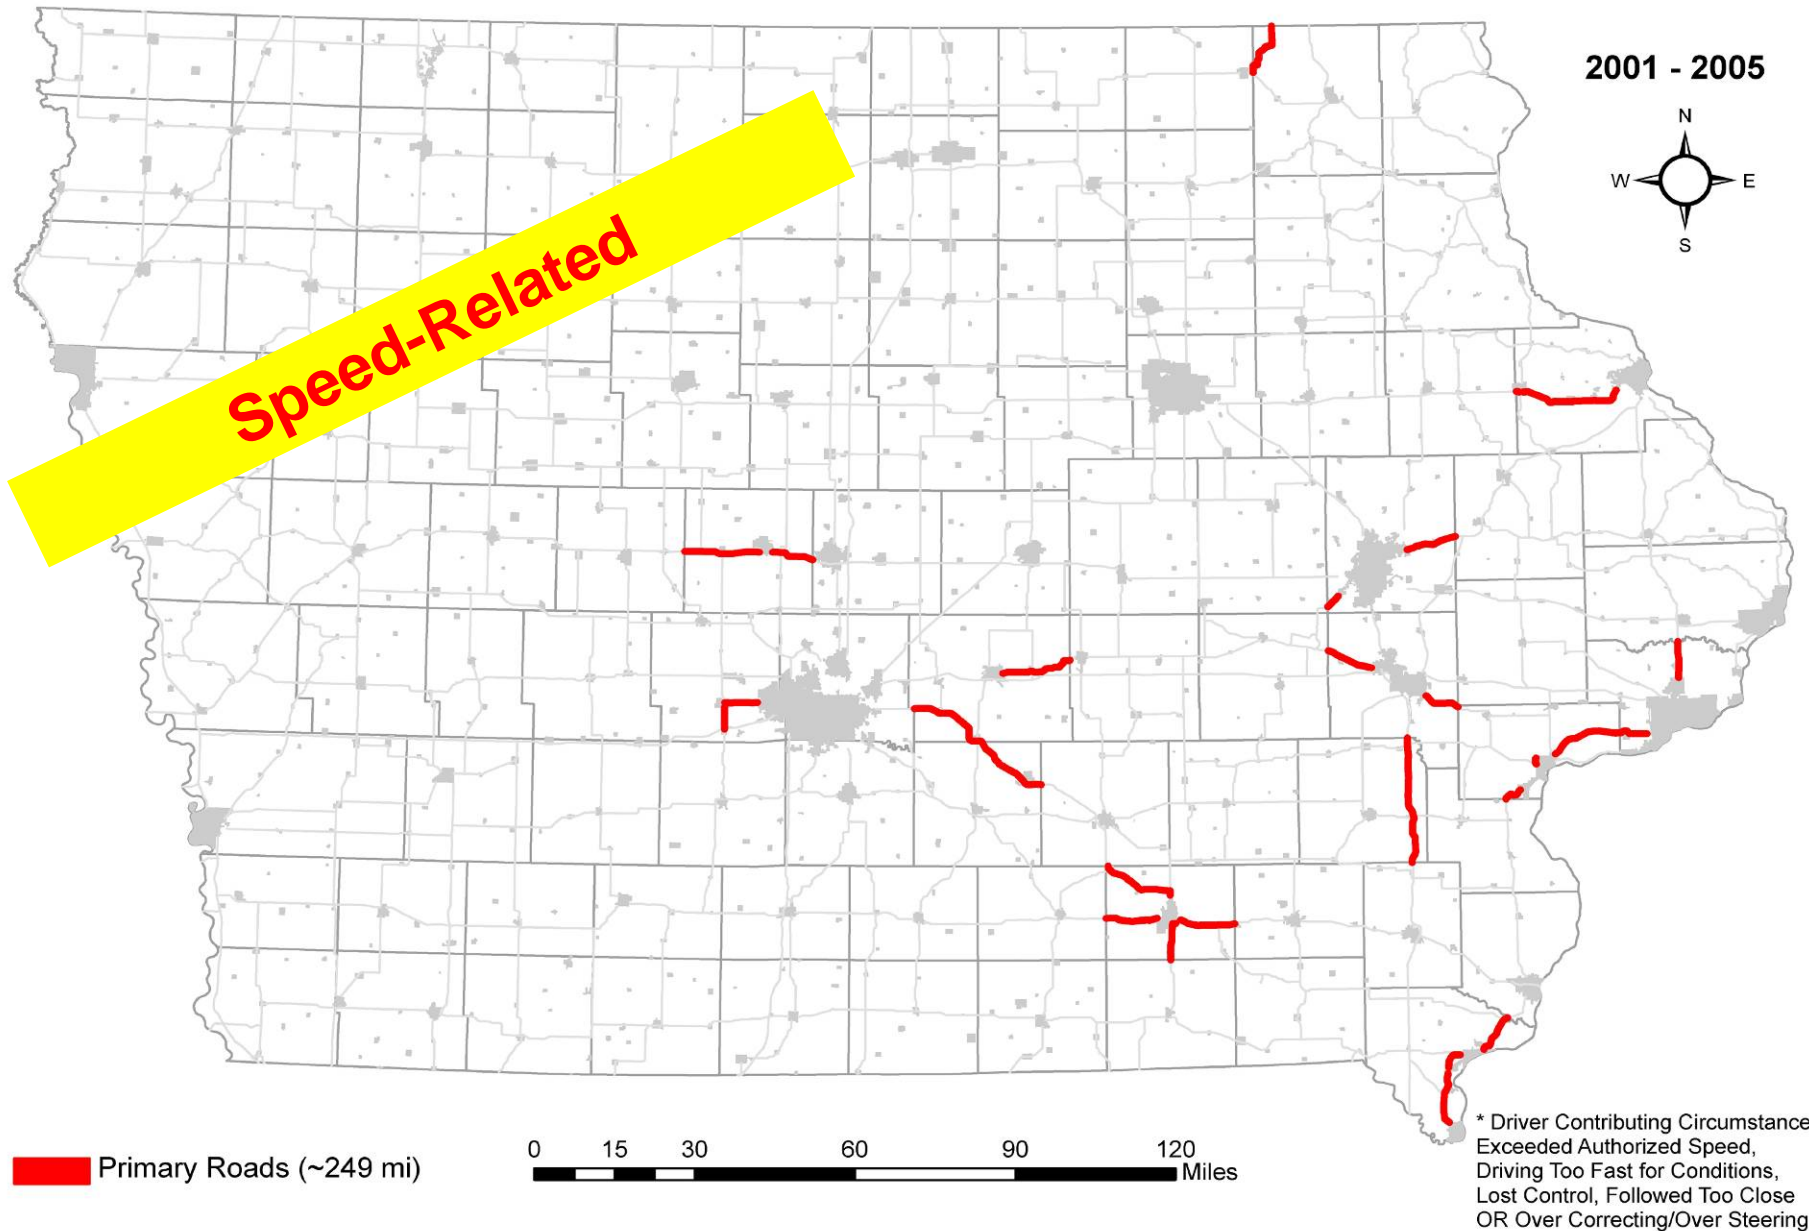 2001 - 2005
N
W E
S
Speed-Related
Primary Roads (~249 mi)
0 15 30 60 90 120
Miles
* Driver Contributing Circumstance
Exceeded Authorized Speed,
Driving Too Fast for Conditions,
Lost Control, Followed Too Close
OR Over Correcting/Over Steering